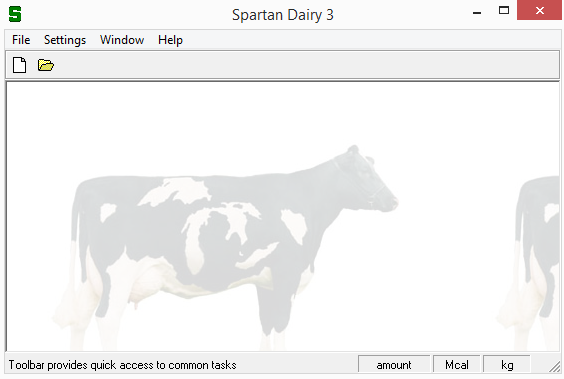 S Spartan Dairy 3
File Settings Window Help
Toolbar provides quick access to common tasks amount Mcal kg